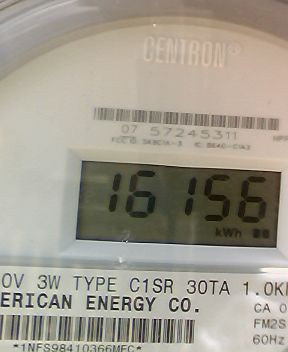 CENTRON®
07 57245311
16156
kWh
0V 3W TYPE C1SR 30TA 1.0K
ERICAN ENERGY CO.
CA 0
FM2S
60Hz
*1NFS98410366MFC*